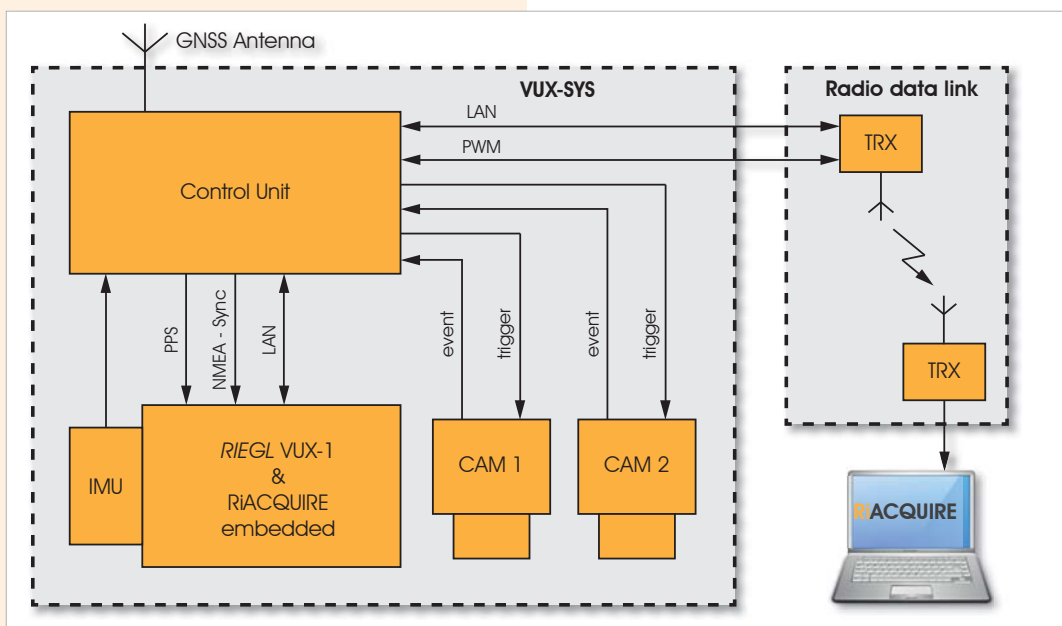 GNSS Antenna
VUX-SYS
Radio data link
LAN
PWM
TRX
Control Unit
PPS
NMEA - Sync
LAN
event
trigger
event
trigger
TRX
IMU
RIEGL VUX-1
&
RiACQUIRE
embedded
CAM 1
CAM 2
RiACQUIRE